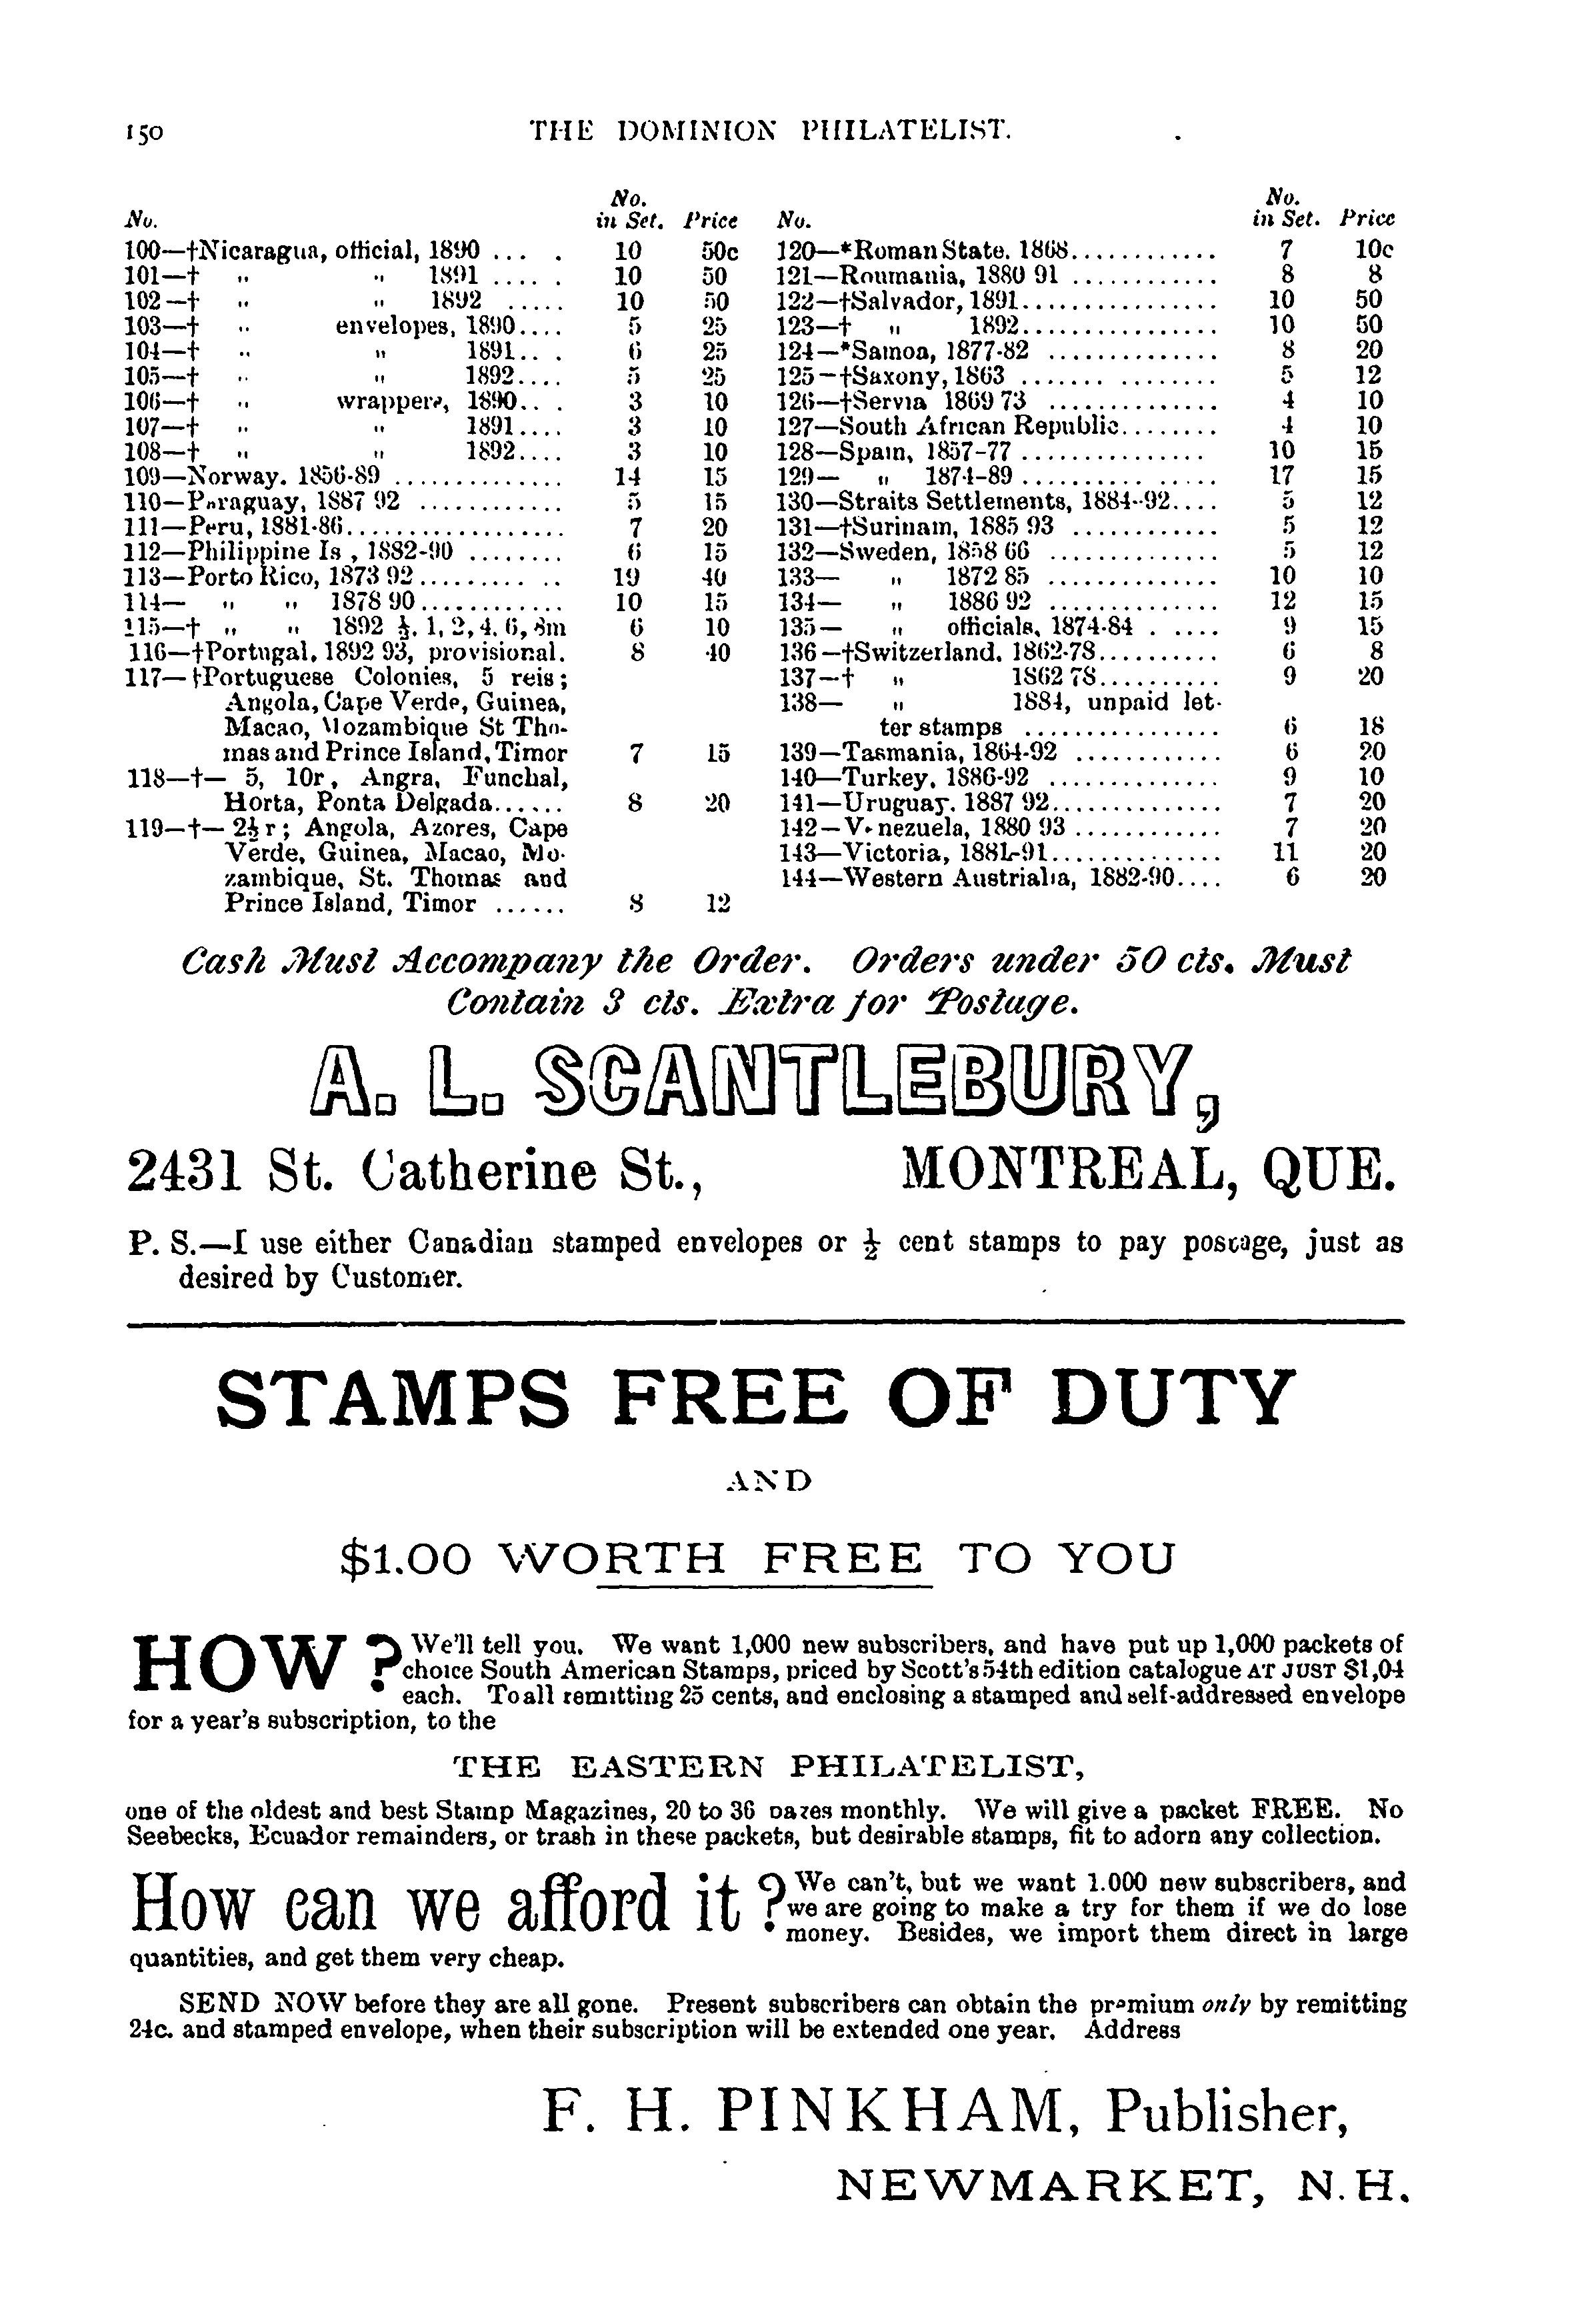 150 THE DOMINION PHILATELIST.
No. No. in Set. Price
100—†Nicaragua, official, 1890 ... . 10 50c
101—† " " 1891 ..... 10 50
102—† " " 1892 ..... 10 50
103—† " envelopes, 1890.... 5 25
104—† " " 1891.. . 6 25
105—† " " 1892.... 5 25
106—† " wrappers, 1890.. . 3 10
107—† " " 1891.... 3 10
108—† " " 1892.... 3 10
109—Norway. 1856-89 .............. 14 15
110—Paraguay, 1887 92 ............ 5 15
111—Peru, 1881-86.................. 7 20
112—Philippine Is , 1882-90 ........ 6 15
113—Porto Rico, 1873 92.......... .. 19 40
114— " " 1878 90............ 10 15
115—† " " 1892 ½. 1, 2, 4. 6, 8m 6 10
116—†Portugal, 1892 93, provisional. 8 40
117—†Portuguese Colonies, 5 reis;
Angola, Cape Verde, Guinea,
Macao, Mozambique St Tho-
mas and Prince Island, Timor 7 15
118—†— 5, 10r, Angra, Funchal,
Horta, Ponta Delgada...... 8 20
119—†— 2½ r; Angola, Azores, Cape
Verde, Guinea, Macao, Mo-
zambique, St. Thomas and
Prince Island, Timor ...... 8 12
No. No. in Set. Price
120—*Roman State. 1868............ 7 10c
121—Roumania, 1880 91 ............ 8 8
122—†Salvador, 1891................ 10 50
123—† " 1892................ 10 50
124—*Samoa, 1877-82 .............. 8 20
125—†Saxony, 1863 ....... ........ 5 12
126—†Servia 1869 73 .............. 4 10
127—South African Republic........ 4 10
128—Spain, 1857-77 ............... 10 15
129— " 1874-89 ................ 17 15
130—Straits Settlements, 1884-92.... 5 12
131—†Surinam, 1885 93 ............ 5 12
132—Sweden, 1858 66 .............. 5 12
133— " 1872 85 .............. 10 10
134— " 1886 92 .............. 12 15
135— " officials, 1874-84 . ..... 9 15
136—†Switzerland. 1862-78.......... 6 8
137—† " 1862 78.......... 9 20
138— " 1884, unpaid let-
ter stamps ................ 6 18
139—Tasmania, 1864-92 ............ 6 20
140—Turkey, 1886-92 .............. 9 10
141—Uruguay. 1887 92.............. 7 20
142—Venezuela, 1880 93 ............ 7 20
143—Victoria, 1881-91.............. 11 20
144—Western Austrialia, 1882-90.... 6 20
Cash Must Accompany the Order. Orders under 50 cts. Must
Contain 3 cts. Extra for Postage.
A. L. SCANTLEBURY,
2431 St. Catherine St., MONTREAL, QUE.
P. S.—I use either Canadian stamped envelopes or ½ cent stamps to pay postage, just as
desired by Customer.
STAMPS FREE OF DUTY
AND
$1.00 WORTH FREE TO YOU
HOW? We'll tell you. We want 1,000 new subscribers, and have put up 1,000 packets of
choice South American Stamps, priced by Scott's 54th edition catalogue AT JUST $1,04
each. To all remitting 25 cents, and enclosing a stamped and self-addressed envelope
for a year's subscription, to the
THE EASTERN PHILATELIST,
one of the oldest and best Stamp Magazines, 20 to 36 pages monthly. We will give a packet FREE. No
Seebecks, Ecuador remainders, or trash in these packets, but desirable stamps, fit to adorn any collection.
How can we afford it? We can't, but we want 1.000 new subscribers, and
we are going to make a try for them if we do lose
money. Besides, we import them direct in large
quantities, and get them very cheap.
SEND NOW before they are all gone. Present subscribers can obtain the premium only by remitting
24c. and stamped envelope, when their subscription will be extended one year. Address
F. H. PINKHAM, Publisher,
NEWMARKET, N. H.